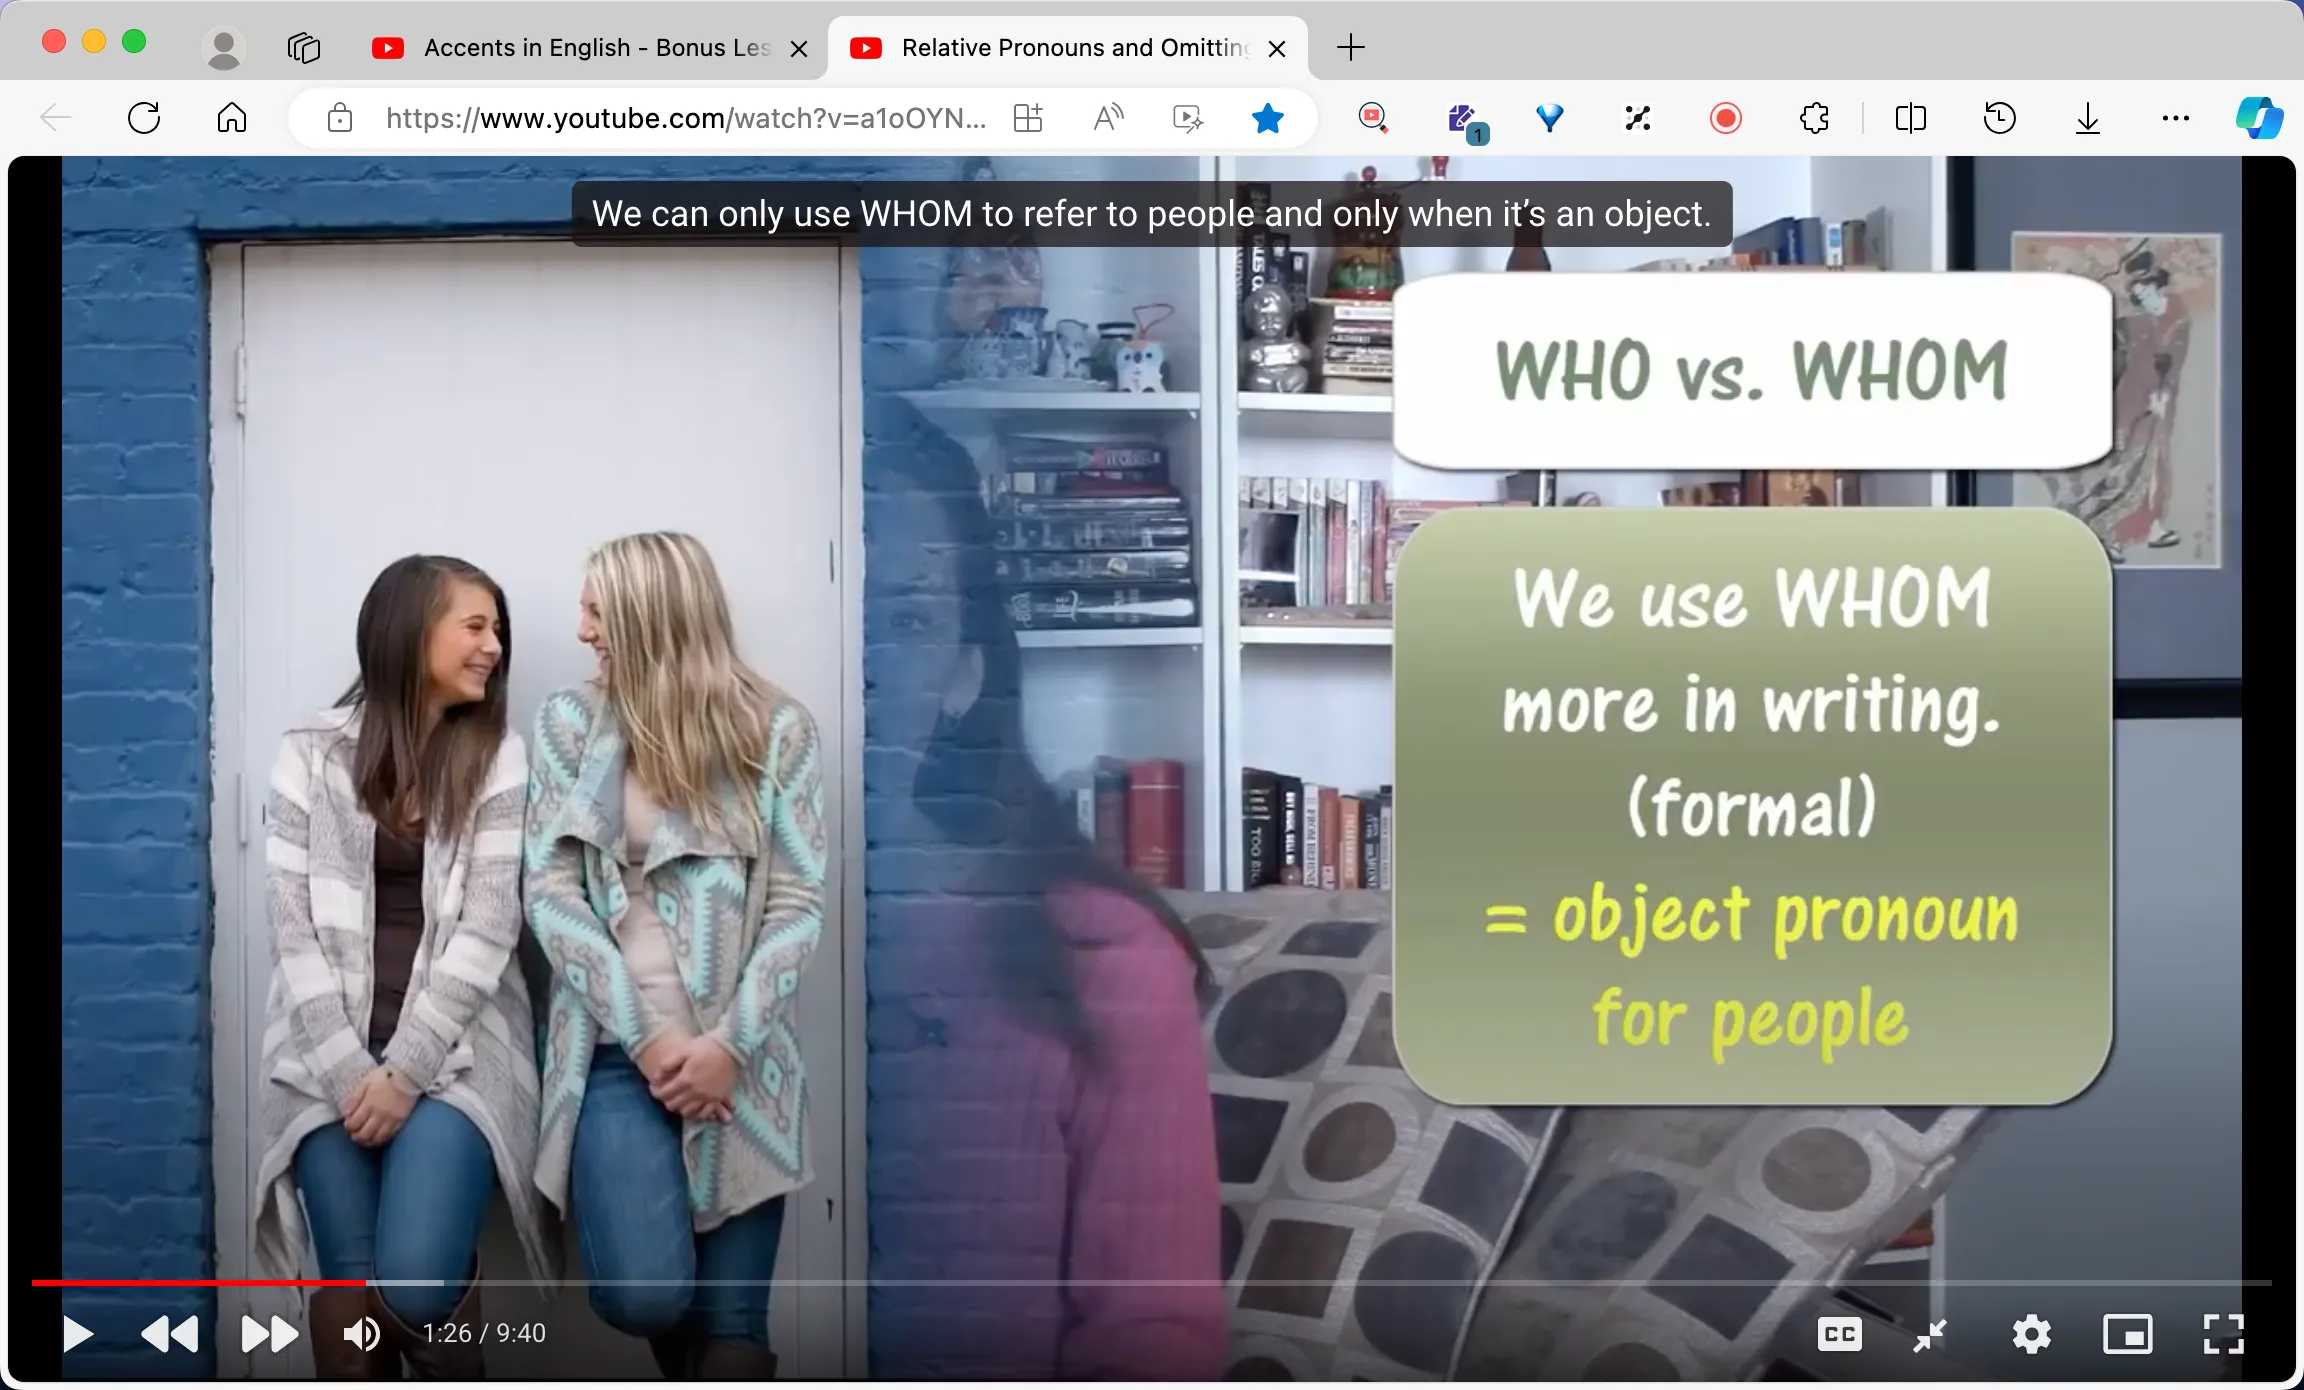 Accents in English - Bonus Les
Relative Pronouns and Omitting
https://www.youtube.com/watch?v=a1oOYN...
1
We can only use WHOM to refer to people and only when it’s an object.
WHO vs. WHOM
We use WHOM
more in writing.
(formal)
= object pronoun
for people
1:26 / 9:40
CC